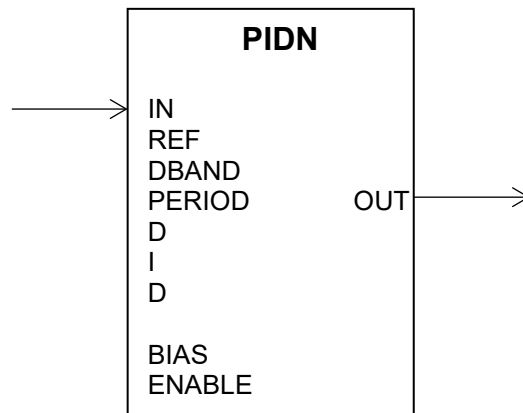 PIDN
IN
REF
DBAND
PERIOD OUT
D
I
D
BIAS
ENABLE